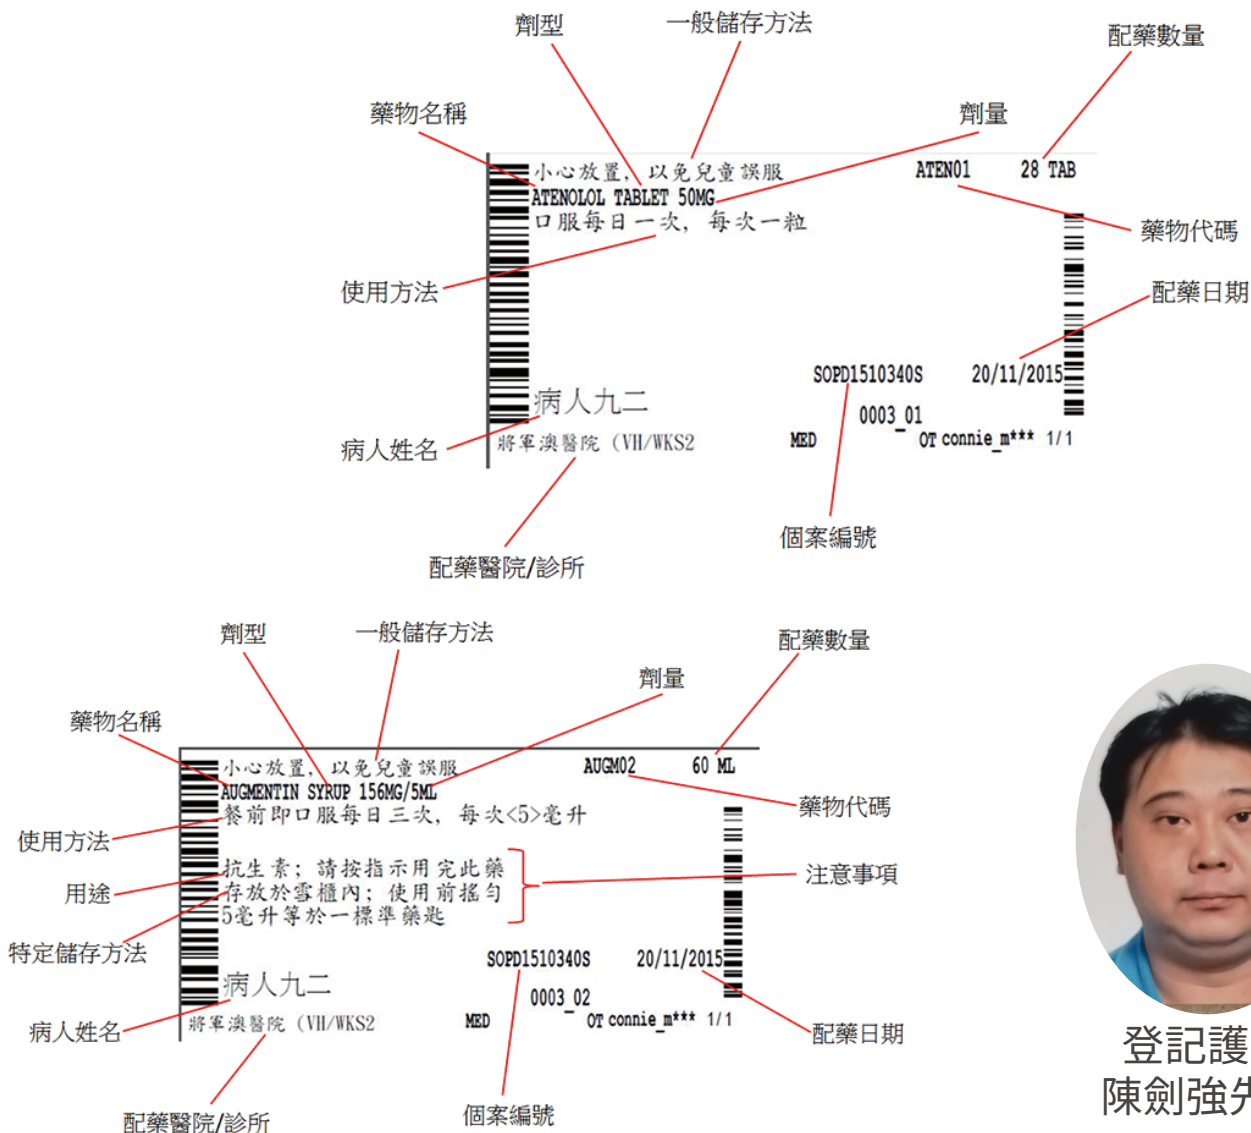 劑型
一般儲存方法
配藥數量
藥物名稱
劑量
小心放置，以免兒童誤服
ATEN01
28 TAB
ATENOLOL TABLET 50MG
口服每日一次，每次一粒
藥物代碼
使用方法
配藥日期
SOPD1510340S
20/11/2015
病人九二
0003_01
病人姓名
將軍澳醫院 (VH/WKS2
MED
OT connie_m*** 1/1
個案編號
配藥醫院/診所
劑型
一般儲存方法
配藥數量
劑量
藥物名稱
小心放置，以免兒童誤服
AUGM02
60 ML
AUGMENTIN SYRUP 156MG/5ML
餐前即口服每日三次，每次<5>毫升
藥物代碼
使用方法
抗生素；請按指示用完此藥
用途
存放於雪櫃內；使用前搖勻
注意事項
5毫升等於一標準藥匙
特定儲存方法
SOPD1510340S
20/11/2015
病人九二
0003_02
病人姓名
將軍澳醫院 (VH/WKS2
MED
OT connie_m*** 1/1
配藥日期
配藥醫院/診所
個案編號
登記護
陳劍強